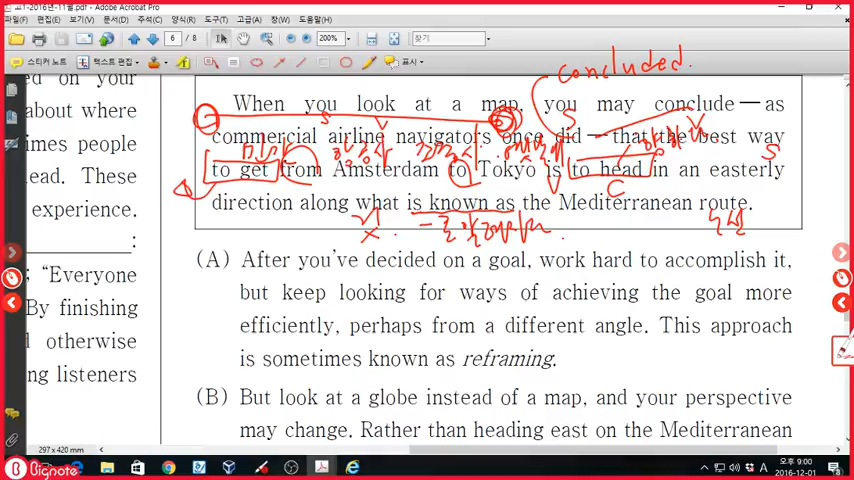 고1-2016년-11월.pdf - Adobe Acrobat Pro
파일(F) 편집(E) 보기(V) 문서(D) 주석(C) 양식(R) 도구(T) 고급(A) 창(W) 도움말(H)
6 / 8 200% 찾기
스티커 노트 텍스트 편집 표시
concluded.
ed on your
about where
imes people
ead. These
experience.
:
; “Everyone
By finishing
l otherwise
ng listeners
When you look at a map, you may conclude—as
S V S V
commercial airline navigators once did—that the best way
S
to get from Amsterdam to Tokyo is to head in an easterly
V C
direction along what is known as the Mediterranean route.
(A) After you’ve decided on a goal, work hard to accomplish it,
but keep looking for ways of achieving the goal more
efficiently, perhaps from a different angle. This approach
is sometimes known as reframing.
(B) But look at a globe instead of a map, and your perspective
may change. Rather than heading east on the Mediterranean
297 x 420 mm
Bignote
오후 9:00
2016-12-01